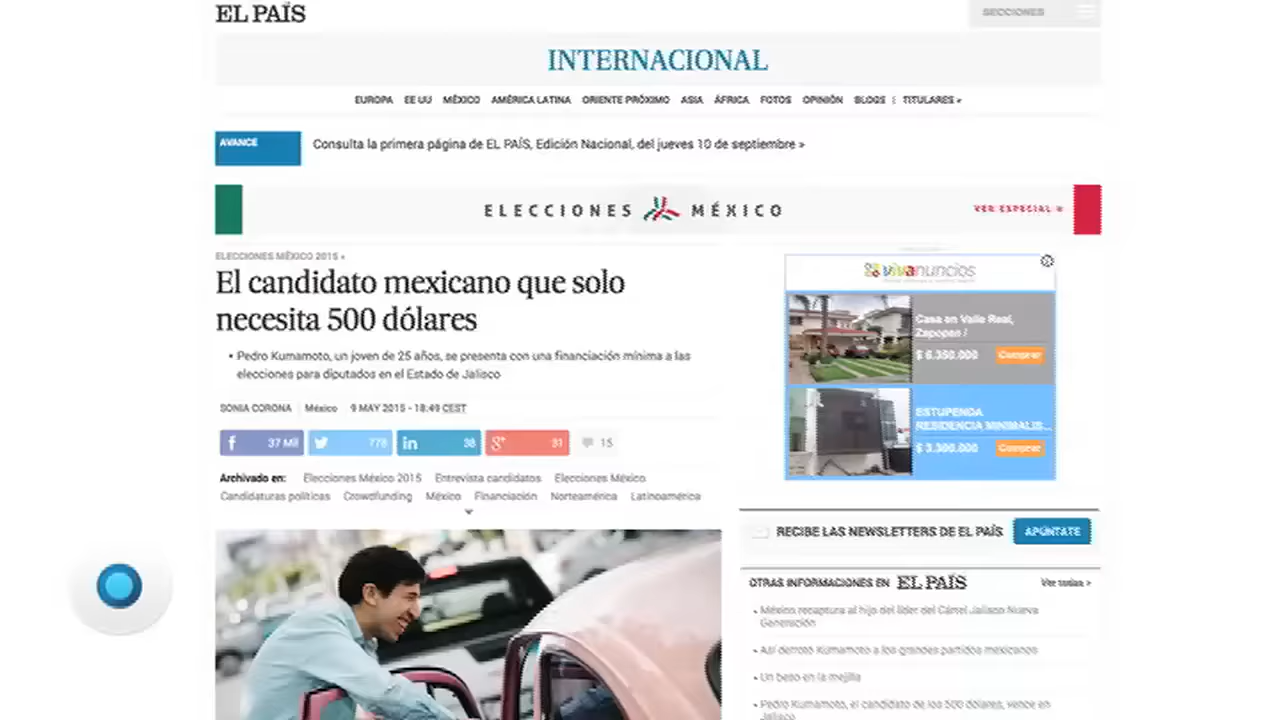 EL PAÍS
SECCIONES
INTERNACIONAL
EUROPA EE UU MÉXICO AMÉRICA LATINA ORIENTE PRÓXIMO ASIA ÁFRICA FOTOS OPINIÓN BLOGS | TITULARES »
AVANCE
Consulta la primera página de EL PAÍS, Edición Nacional, del jueves 10 de septiembre »
ELECCIONES MÉXICO
VER ESPECIAL »
ELECCIONES MÉXICO 2015 »
El candidato mexicano que solo
necesita 500 dólares
• Pedro Kumamoto, un joven de 25 años, se presenta con una financiación mínima a las
elecciones para diputados en el Estado de Jalisco
SONIA CORONA | México 9 MAY 2015 - 18:49 CEST
f 37 Mil 778 in 38 g+ 31 15
Archivado en: Elecciones México 2015 Entrevista candidatos Elecciones México
Candidaturas políticas Crowdfunding México Financiación Norteamérica Latinoamérica
vivanuncios
Casa en Valle Real,
Zapopan /
$ 6.350.000 Comprar
ESTUPENDA
RESIDENCIA MINIMALIS...
$ 3.300.000 Comprar
RECIBE LAS NEWSLETTERS DE EL PAÍS APÚNTATE
OTRAS INFORMACIONES EN EL PAÍS Ver todas »
• México recaptura al hijo del líder del Cártel Jalisco Nueva
Generación
• Así derrotó Kumamoto a los grandes partidos mexicanos
• Un beso en la mejilla
• Pedro Kumamoto, el candidato de los 500 dólares, vence en
Jalisco